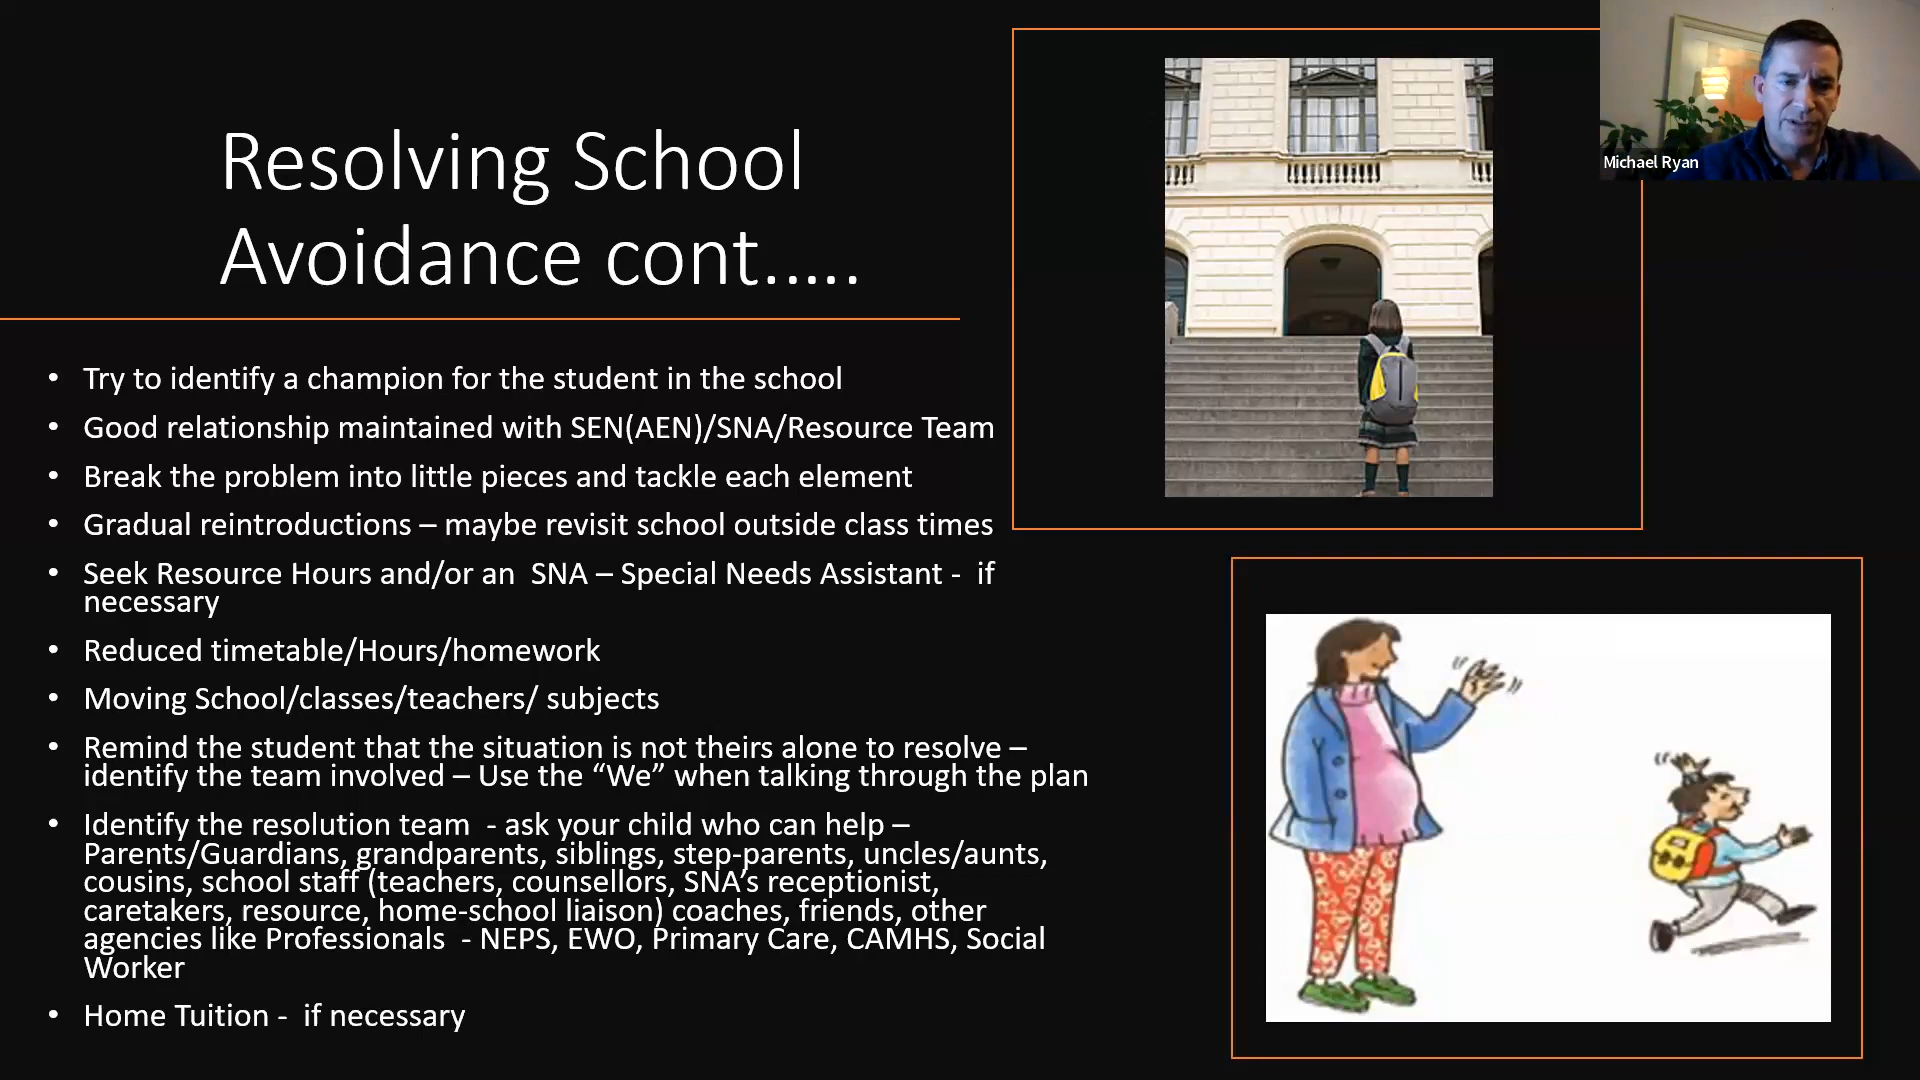 Resolving School
Avoidance cont.....
• Try to identify a champion for the student in the school
• Good relationship maintained with SEN(AEN)/SNA/Resource Team
• Break the problem into little pieces and tackle each element
• Gradual reintroductions – maybe revisit school outside class times
• Seek Resource Hours and/or an  SNA – Special Needs Assistant -  if
necessary
• Reduced timetable/Hours/homework
• Moving School/classes/teachers/ subjects
• Remind the student that the situation is not theirs alone to resolve –
identify the team involved – Use the “We” when talking through the plan
• Identify the resolution team  - ask your child who can help –
Parents/Guardians, grandparents, siblings, step-parents, uncles/aunts,
cousins, school staff (teachers, counsellors, SNA’s receptionist,
caretakers, resource, home-school liaison) coaches, friends, other
agencies like Professionals  - NEPS, EWO, Primary Care, CAMHS, Social
Worker
• Home Tuition -  if necessary
Michael Ryan